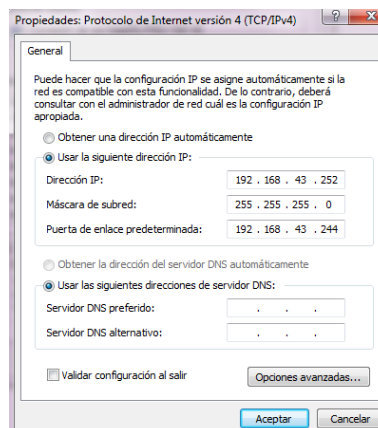 Propiedades: Protocolo de Internet versión 4 (TCP/IPv4)
General
Puede hacer que la configuración IP se asigne automáticamente si la
red es compatible con esta funcionalidad. De lo contrario, deberá
consultar con el administrador de red cuál es la configuración IP
apropiada.
Obtener una dirección IP automáticamente
Usar la siguiente dirección IP:
Dirección IP: 192 . 168 . 43 . 252
Máscara de subred: 255 . 255 . 255 . 0
Puerta de enlace predeterminada: 192 . 168 . 43 . 244
Obtener la dirección del servidor DNS automáticamente
Usar las siguientes direcciones de servidor DNS:
Servidor DNS preferido: . . .
Servidor DNS alternativo: . . .
Validar configuración al salir
Opciones avanzadas...
Aceptar Cancelar